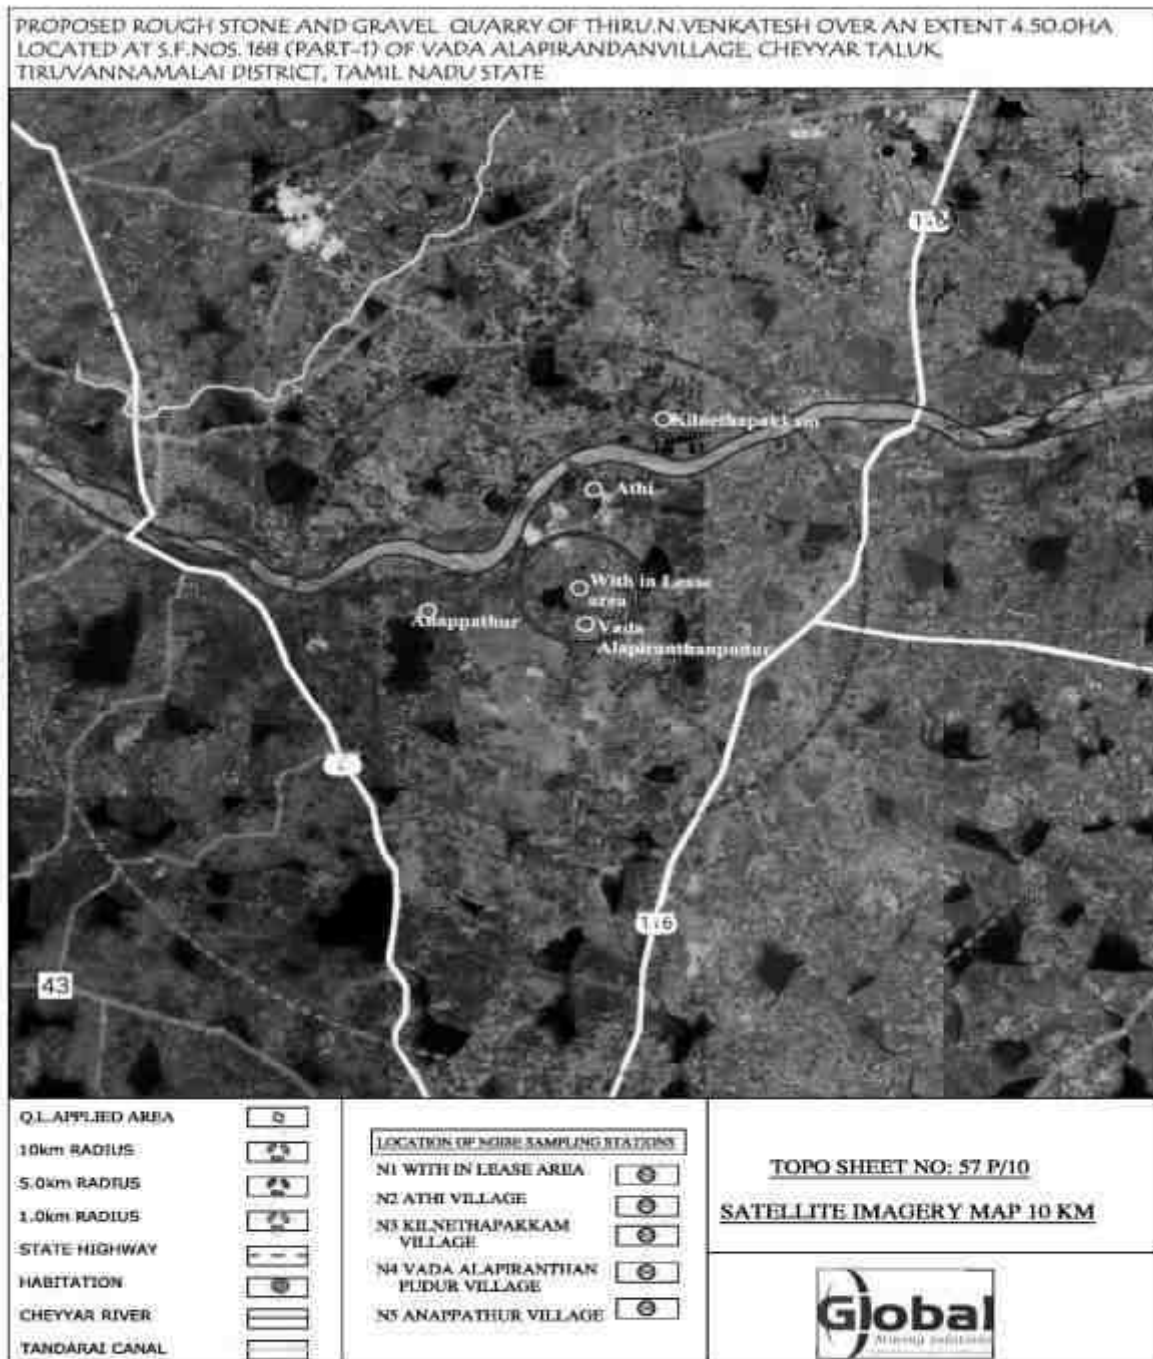 PROPOSED ROUGH STONE AND GRAVEL QUARRY OF THIRU.N.VENKATESH OVER AN EXTENT 4.50.0HA
LOCATED AT S.F.NOS. 168 (PART-1) OF VADA ALAPIRANDANVILLAGE, CHEYYAR TALUK,
TIRUVANNAMALAI DISTRICT, TAMIL NADU STATE
Kilnethapakkam
Athi
With in Lease
area
Anappathur
Vada
Alapirunthanpudur
116
43
Q.L.APPLIED AREA
10km RADIUS
5.0km RADIUS
1.0km RADIUS
STATE HIGHWAY
HABITATION
CHEYYAR RIVER
TANDARAI CANAL
LOCATION OF NOISE SAMPLING STATIONS
N1 WITH IN LEASE AREA
N2 ATHI VILLAGE
N3 KILNETHAPAKKAM
VILLAGE
N4 VADA ALAPIRANTHAN
PUDUR VILLAGE
N5 ANAPPATHUR VILLAGE
TOPO SHEET NO: 57 P/10
SATELLITE IMAGERY MAP 10 KM
Global
Mining solutions